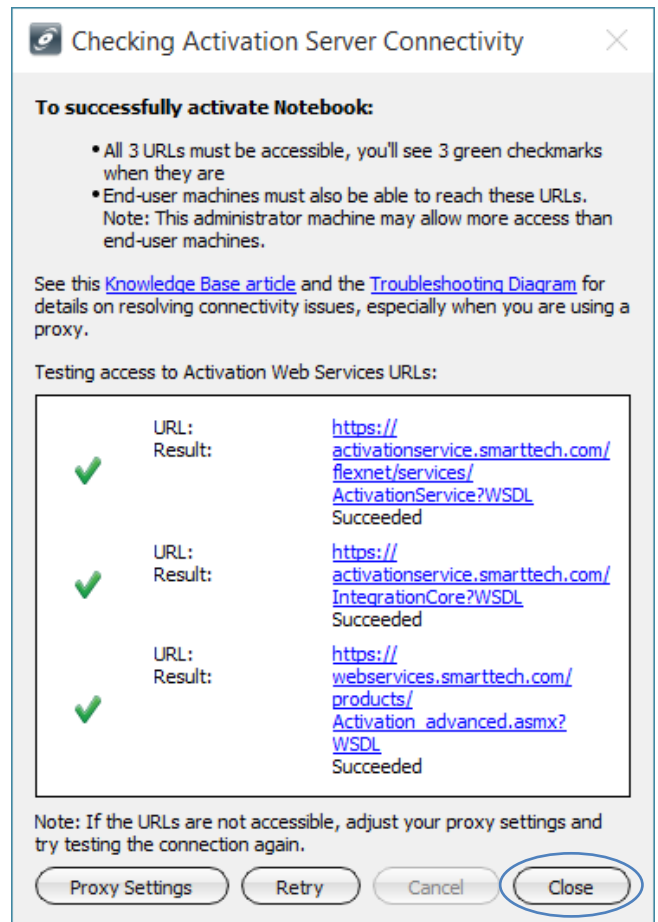 Checking Activation Server Connectivity
To successfully activate Notebook:
• All 3 URLs must be accessible, you'll see 3 green checkmarks
when they are
• End-user machines must also be able to reach these URLs.
Note: This administrator machine may allow more access than
end-user machines.
See this Knowledge Base article and the Troubleshooting Diagram for
details on resolving connectivity issues, especially when you are using a
proxy.
Testing access to Activation Web Services URLs:
URL: https://
Result: activationservice.smarttech.com/
flexnet/services/
ActivationService?WSDL
Succeeded
URL: https://
Result: activationservice.smarttech.com/
IntegrationCore?WSDL
Succeeded
URL: https://
Result: webservices.smarttech.com/
products/
Activation_advanced.asmx?
WSDL
Succeeded
Note: If the URLs are not accessible, adjust your proxy settings and
try testing the connection again.
Proxy Settings Retry Cancel Close